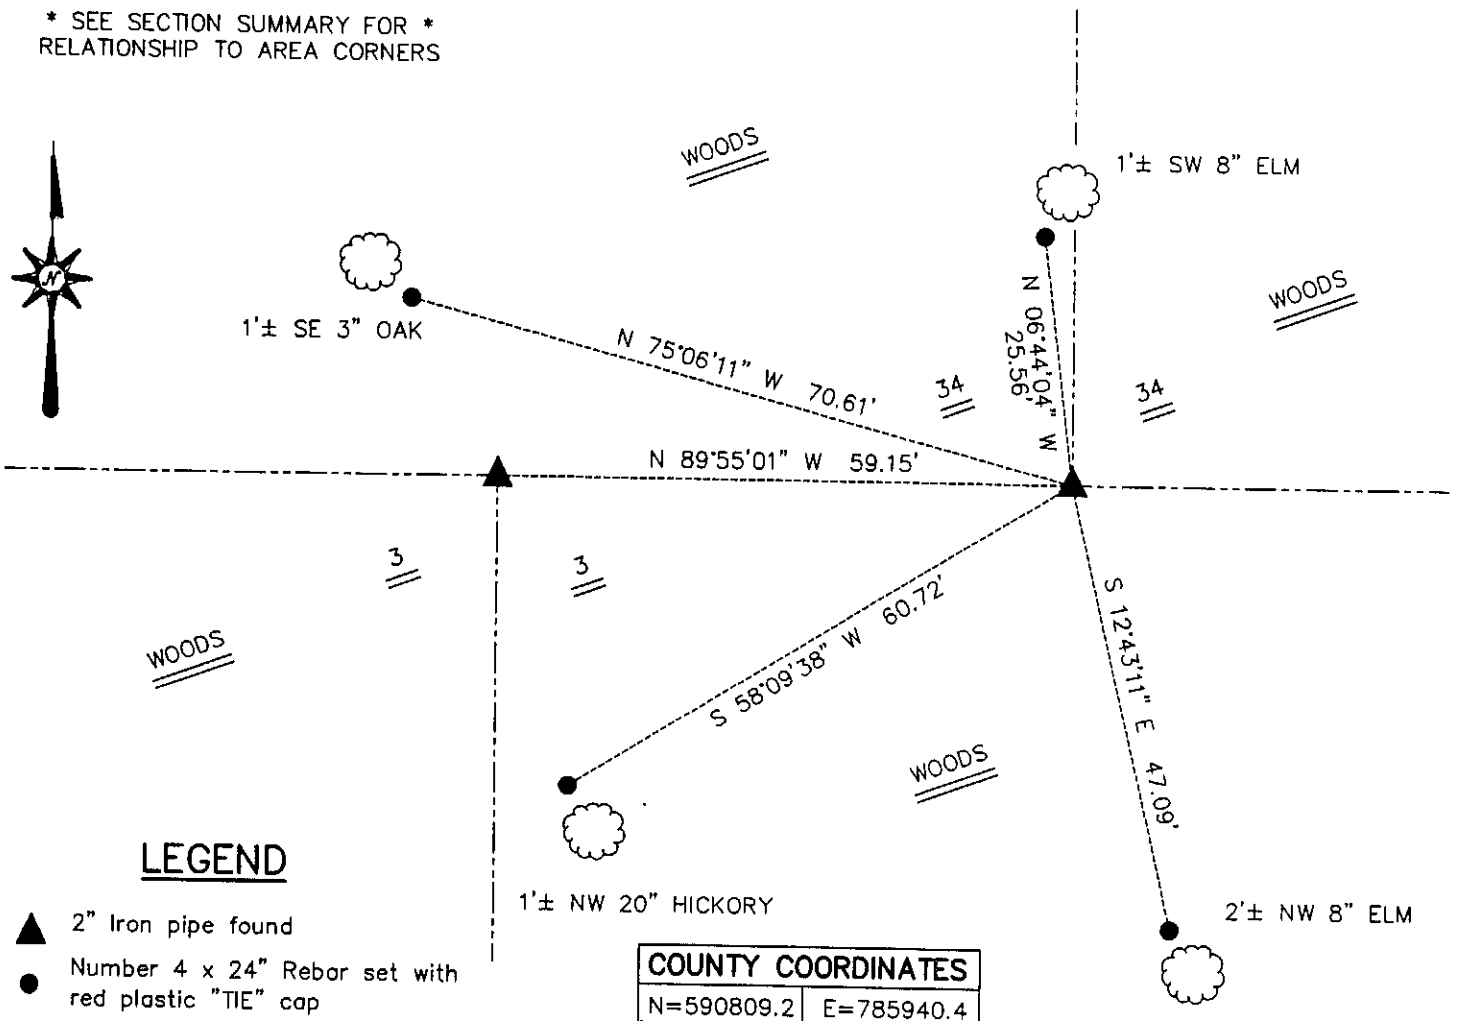 * SEE SECTION SUMMARY FOR *
RELATIONSHIP TO AREA CORNERS
WOODS
1'± SW 8" ELM
N
WOODS
1'± SE 3" OAK
N 75°06'11" W 70.61'
N 06°44'04" W
25.56'
34
34
N 89°55'01" W 59.15'
3
3
WOODS
S 58°09'38" W 60.72'
S 12°43'11" E 47.09'
WOODS
LEGEND
1'± NW 20" HICKORY
2'± NW 8" ELM
2" Iron pipe found
Number 4 x 24" Rebar set with
red plastic "TIE" cap
COUNTY COORDINATES
N=590809.2 E=785940.4